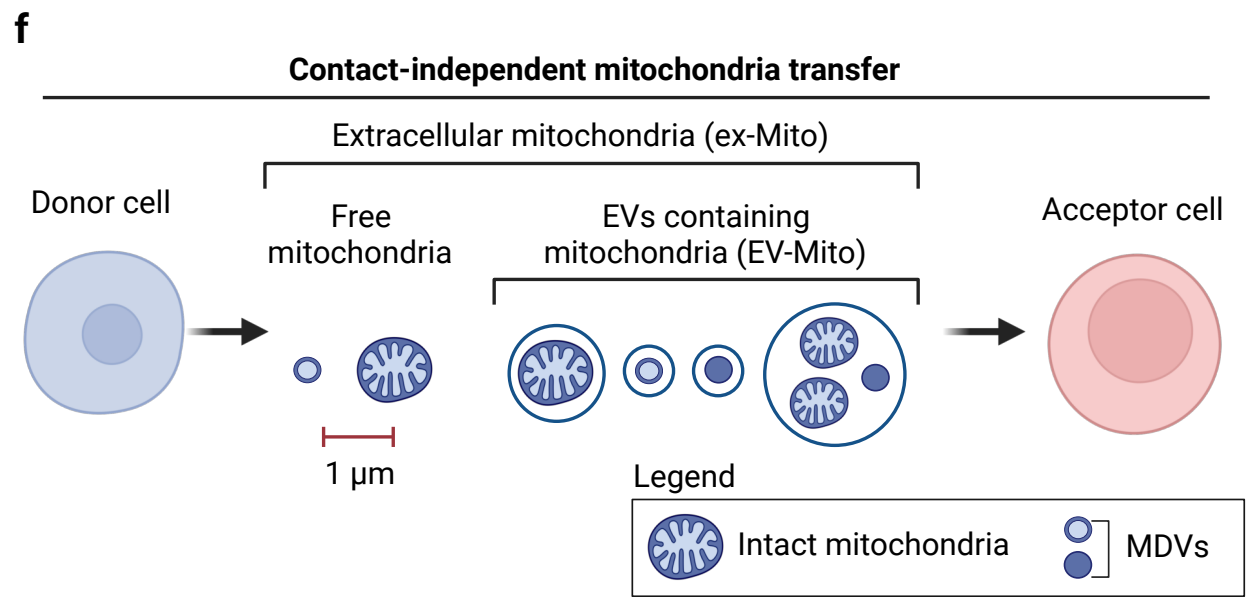 f
Contact-independent mitochondria transfer
Extracellular mitochondria (ex-Mito)
Donor cell
Free
mitochondria
EVs containing
mitochondria (EV-Mito)
Acceptor cell
1 µm
Legend
Intact mitochondria
MDVs